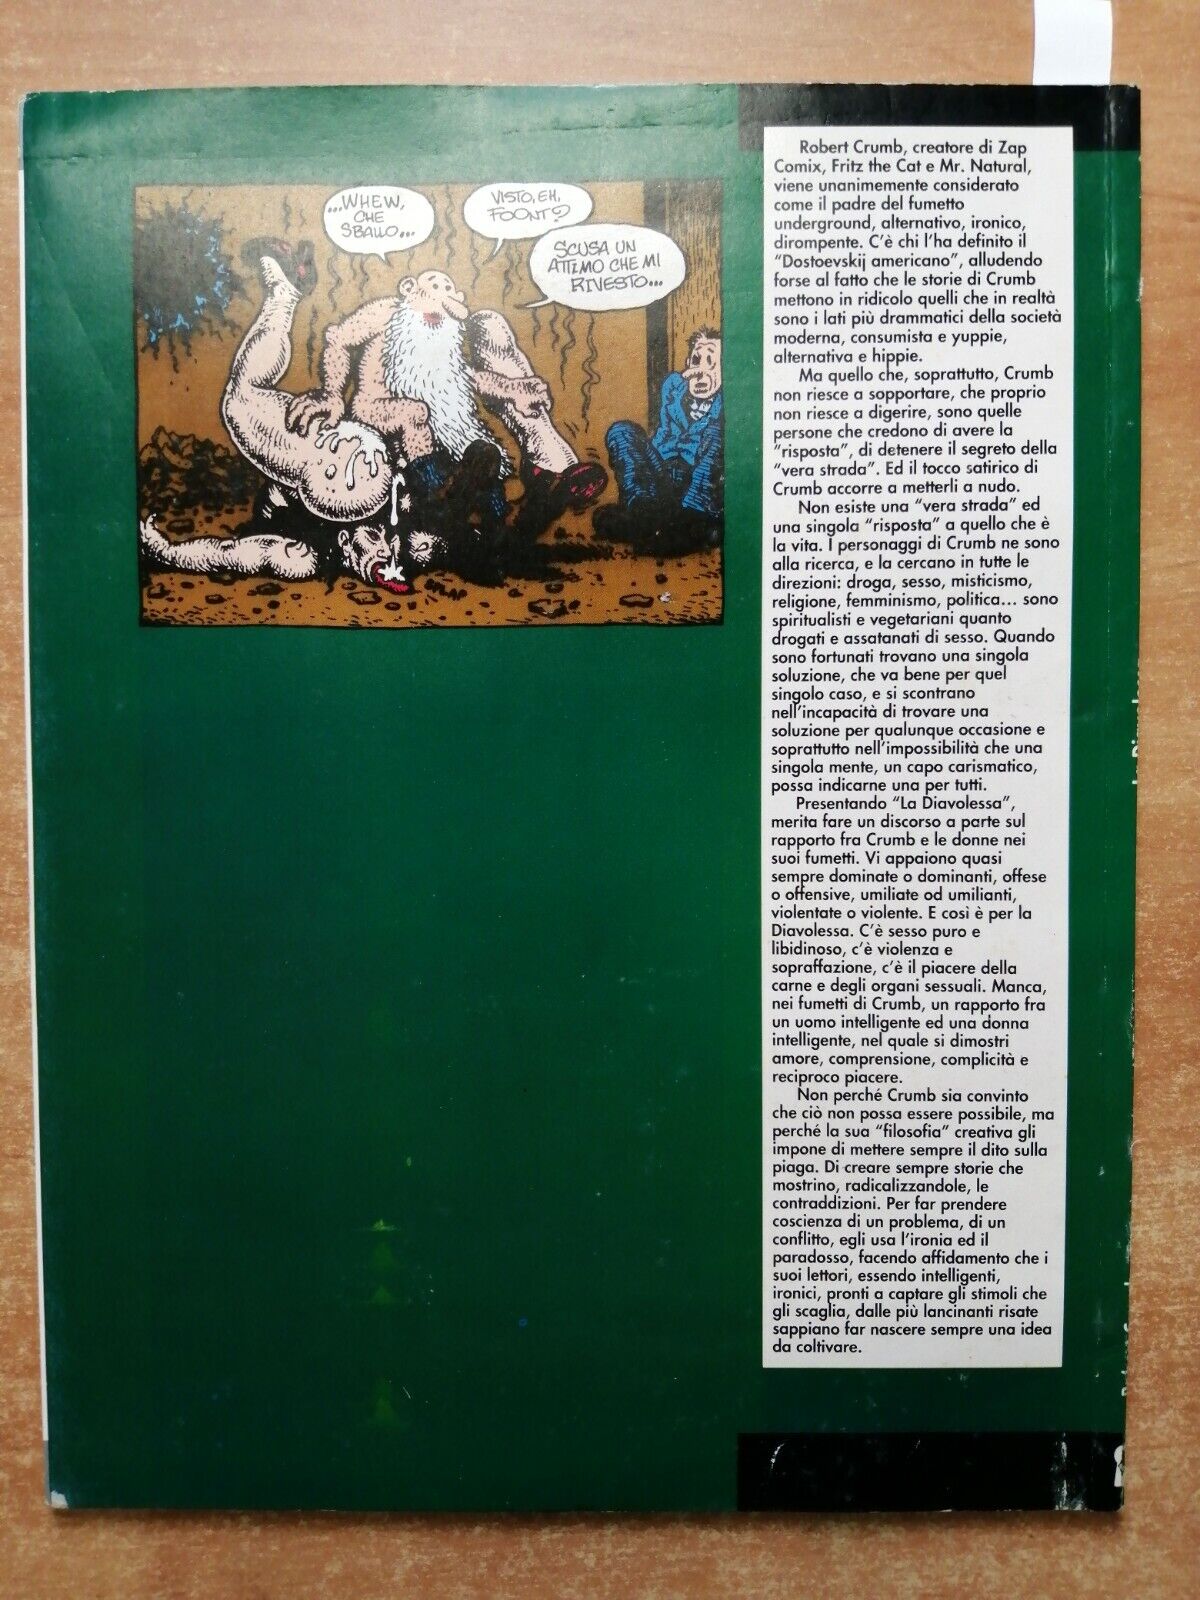 ...WHEW,
CHE
SBALLO...
VISTO, EH,
FOONT?
SCUSA UN
ATTIMO CHE MI
RIVESTO...
Robert Crumb, creatore di Zap
Comix, Fritz the Cat e Mr. Natural,
viene unanimemente considerato
come il padre del fumetto
underground, alternativo, ironico,
dirompente. C'è chi l'ha definito il
"Dostoevskij americano", alludendo
forse al fatto che le storie di Crumb
mettono in ridicolo quelli che in realtà
sono i lati più drammatici della società
moderna, consumista e yuppie,
alternativa e hippie.
Ma quello che, soprattutto, Crumb
non riesce a sopportare, che proprio
non riesce a digerire, sono quelle
persone che credono di avere la
"risposta", di detenere il segreto della
"vera strada". Ed il tocco satirico di
Crumb accorre a metterli a nudo.
Non esiste una "vera strada" ed
una singola "risposta" a quello che è
la vita. I personaggi di Crumb ne sono
alla ricerca, e la cercano in tutte le
direzioni: droga, sesso, misticismo,
religione, femminismo, politica... sono
spiritualisti e vegetariani quanto
drogati e assatanati di sesso. Quando
sono fortunati trovano una singola
soluzione, che va bene per quel
singolo caso, e si scontrano
nell'incapacità di trovare una
soluzione per qualunque occasione e
soprattutto nell'impossibilità che una
singola mente, un capo carismatico,
possa indicarne una per tutti.
Presentando "La Diavolessa",
merita fare un discorso a parte sul
rapporto fra Crumb e le donne nei
suoi fumetti. Vi appaiono quasi
sempre dominate o dominanti, offese
o offensive, umiliate od umilianti,
violentate o violente. E così è per la
Diavolessa. C'è sesso puro e
libidinoso, c'è violenza e
sopraffazione, c'è il piacere della
carne e degli organi sessuali. Manca,
nei fumetti di Crumb, un rapporto fra
un uomo intelligente ed una donna
intelligente, nel quale si dimostri
amore, comprensione, complicità e
reciproco piacere.
Non perché Crumb sia convinto
che ciò non possa essere possibile, ma
perché la sua "filosofia" creativa gli
impone di mettere sempre il dito sulla
piaga. Di creare sempre storie che
mostrino, radicalizzandole, le
contraddizioni. Per far prendere
coscienza di un problema, di un
conflitto, egli usa l'ironia ed il
paradosso, facendo affidamento che i
suoi lettori, essendo intelligenti,
ironici, pronti a captare gli stimoli che
gli scaglia, dalle più lancinanti risate
sappiano far nascere sempre una idea
da coltivare.